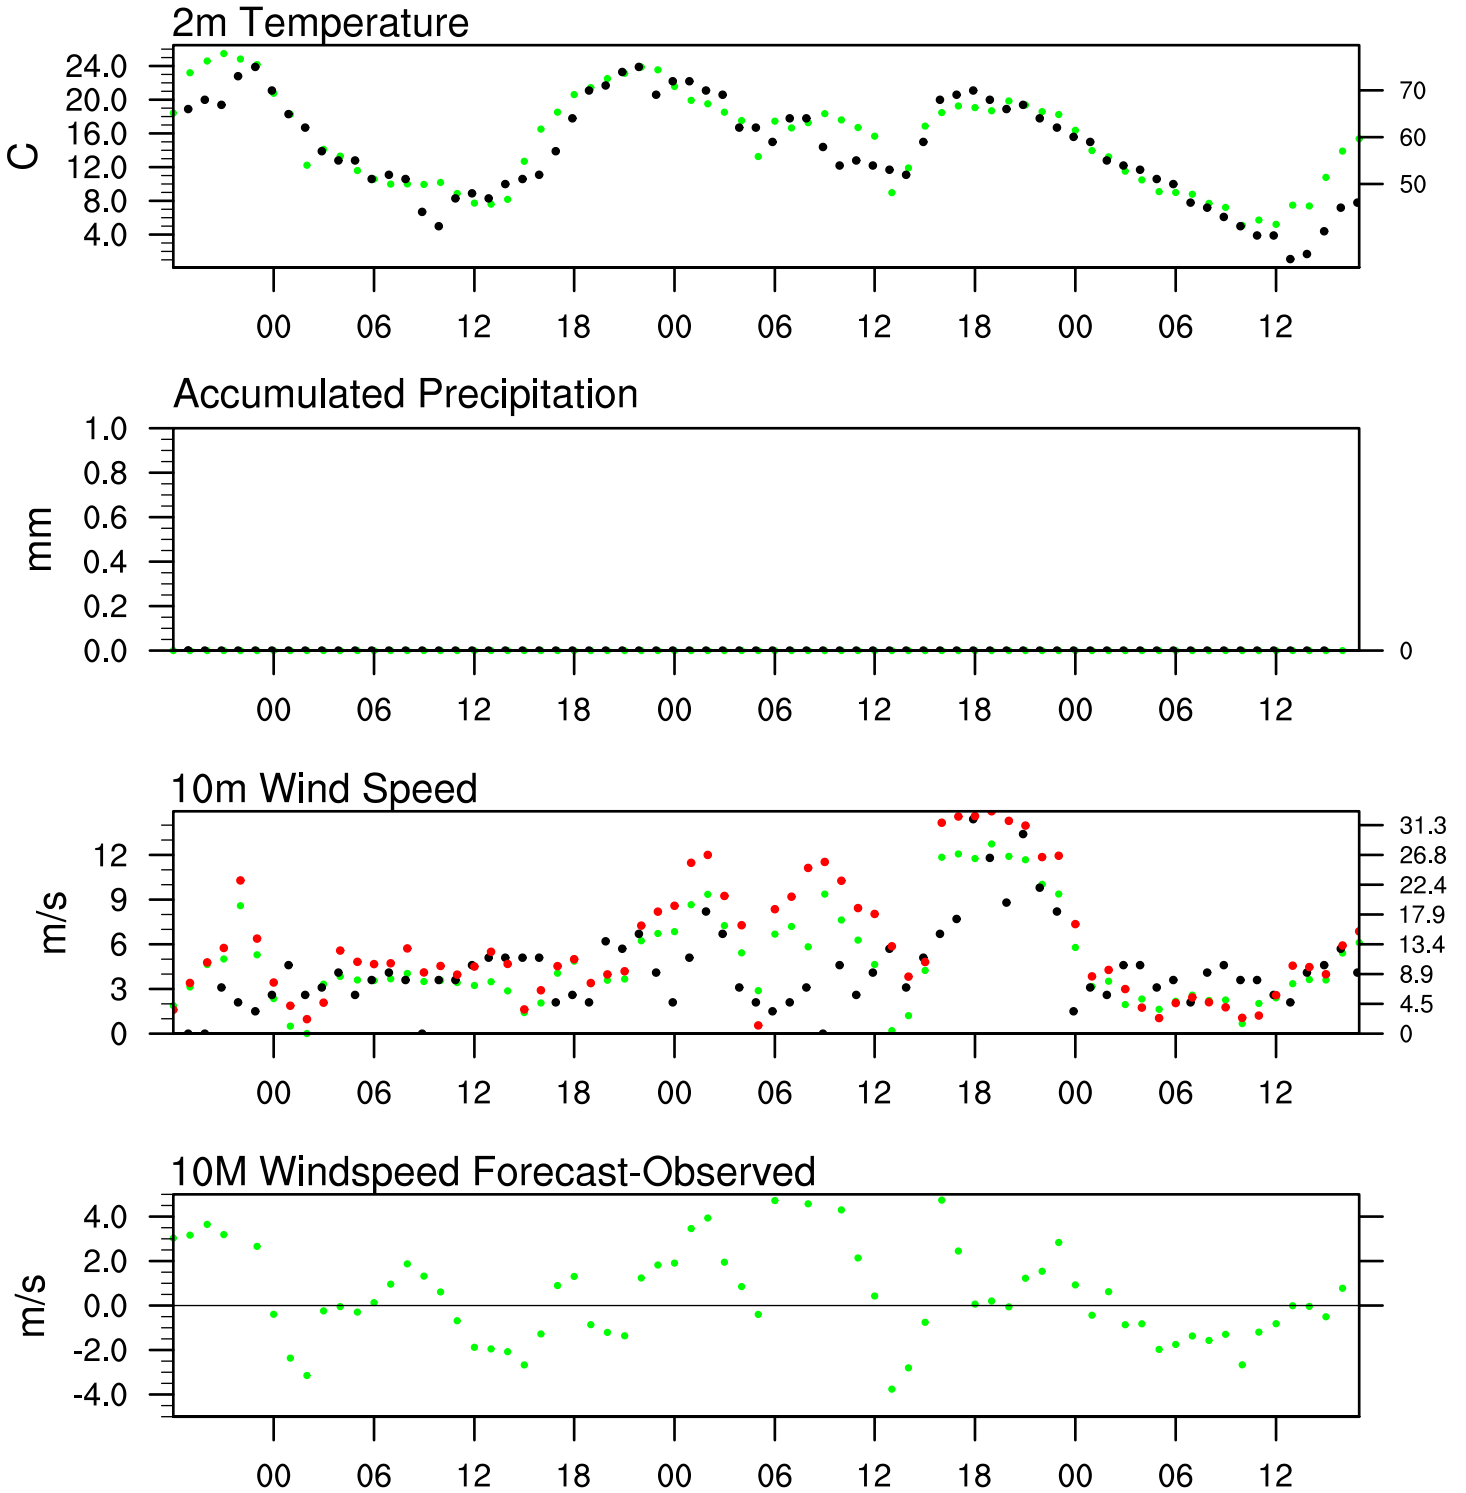 2m Temperature
24.0
20.0
16.0
12.0
8.0
4.0
C
70
60
50
00 06 12 18 00 06 12 18 00 06 12
Accumulated Precipitation
1.0
0.8
0.6
0.4
0.2
0.0
mm
0
00 06 12 18 00 06 12 18 00 06 12
10m Wind Speed
12
9
6
3
0
m/s
31.3
26.8
22.4
17.9
13.4
8.9
4.5
0
00 06 12 18 00 06 12 18 00 06 12
10M Windspeed Forecast-Observed
4.0
2.0
0.0
-2.0
-4.0
m/s
00 06 12 18 00 06 12 18 00 06 12